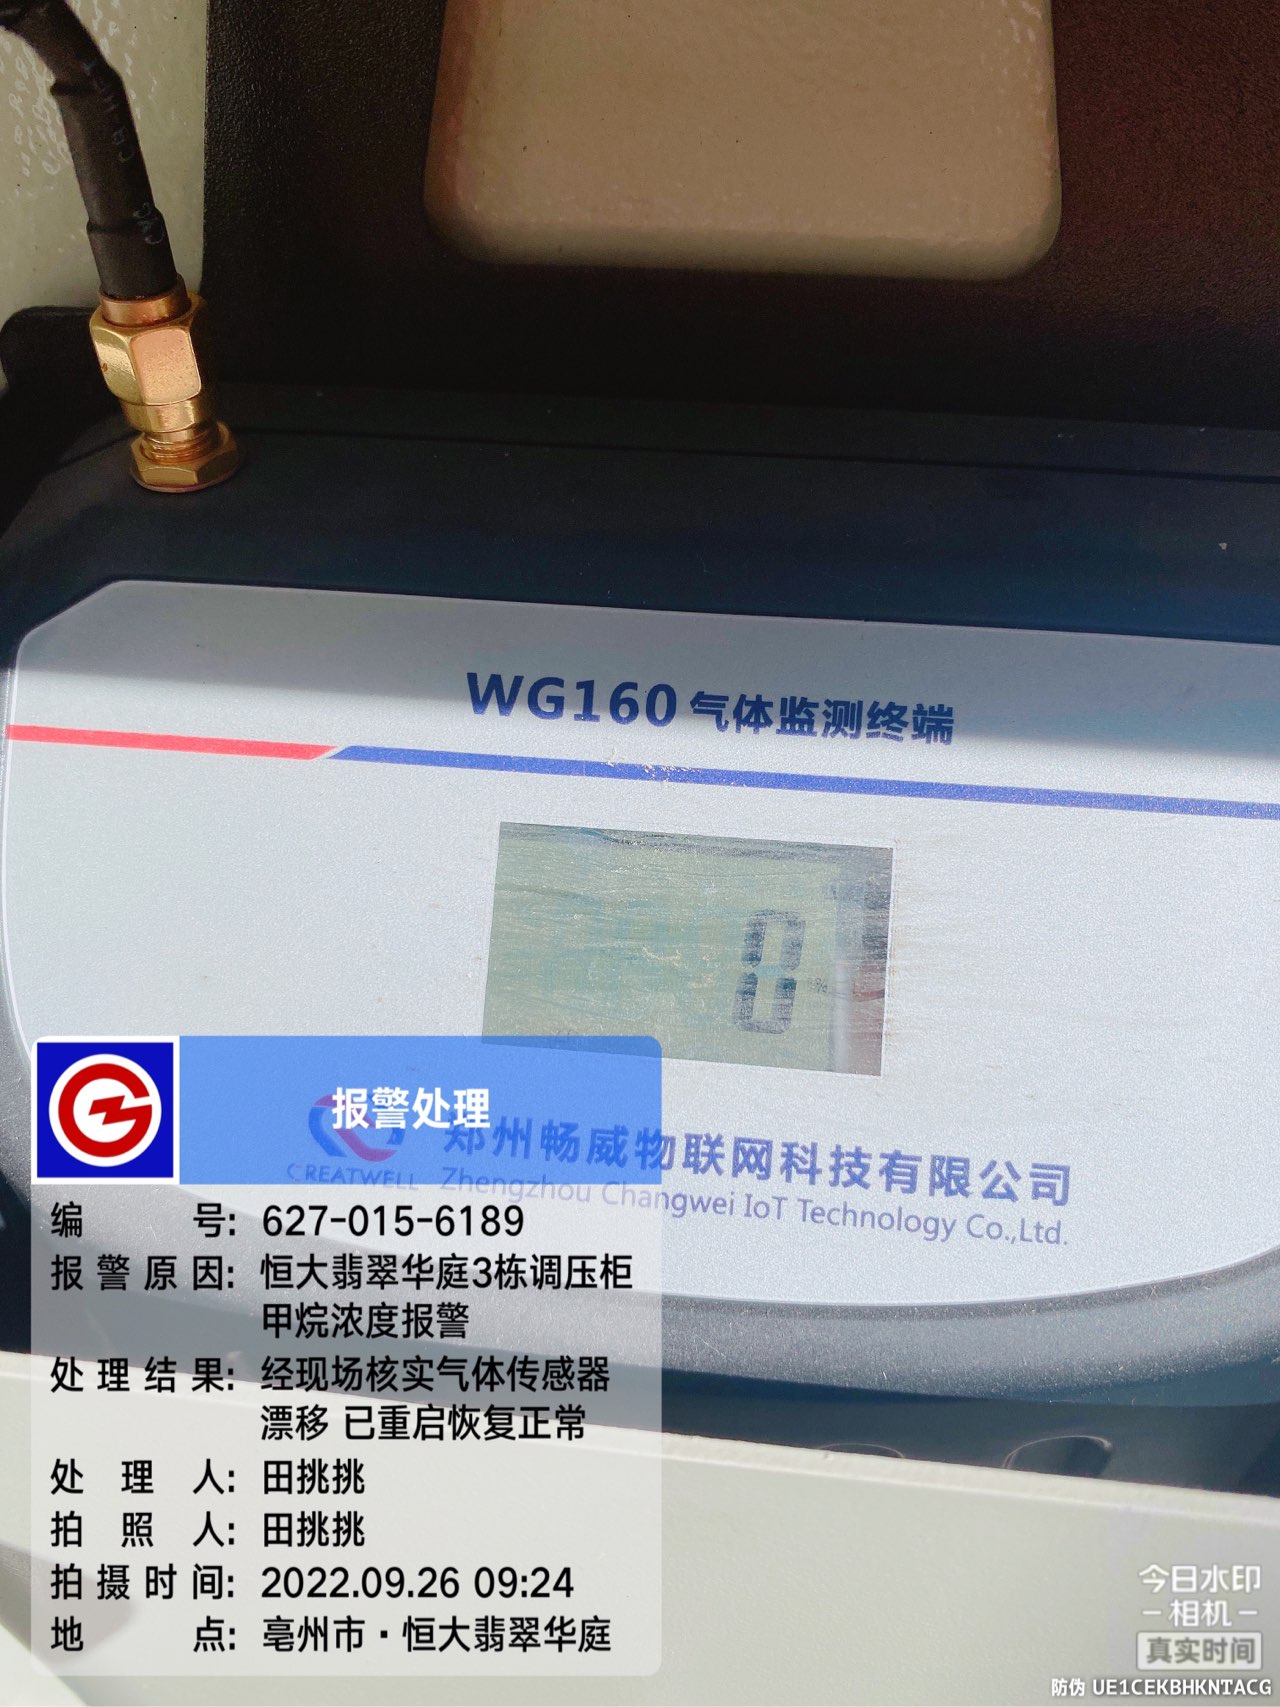 WG160 气体监测终端
0
报警处理
郑州畅威物联网科技有限公司
CREATWELL Zhengzhou Changwei IoT Technology Co.,Ltd.
编号: 627-015-6189
报警原因: 恒大翡翠华庭3栋调压柜
甲烷浓度报警
处理结果: 经现场核实气体传感器
漂移 已重启恢复正常
处理人: 田挑挑
拍照人: 田挑挑
拍摄时间: 2022.09.26 09:24
地点: 亳州市·恒大翡翠华庭
今日水印
-相机-
真实时间
防伪 UE1CEKBHKNTACG